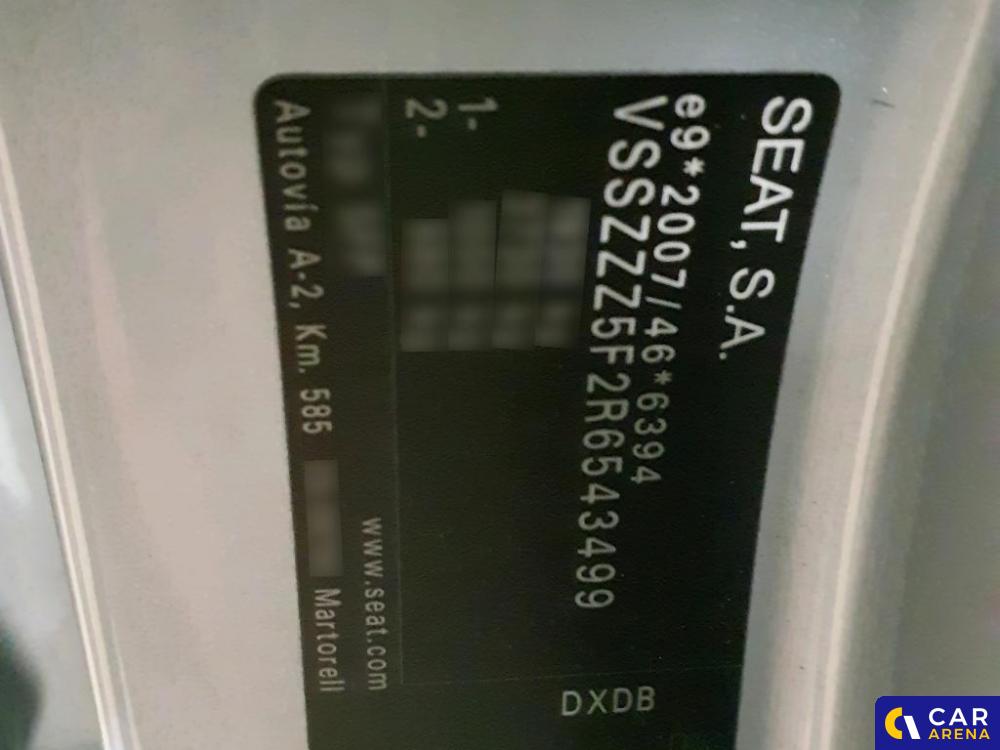 SEAT, S.A.
e9*2007/46*6394
VSSZZZ5F2R6543499
1-
2-
DXDB
www.seat.com
Autovía A-2, Km. 585 Martorell
CAR
ARENA